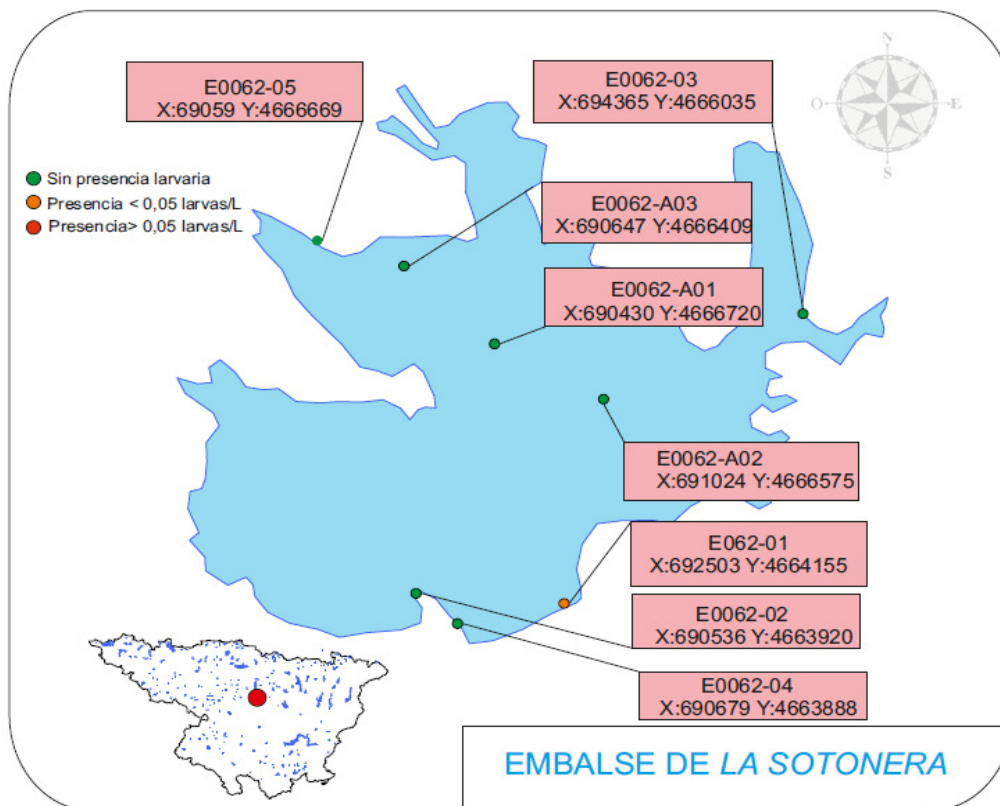 E0062-05
X:69059 Y:4666669
E0062-03
X:694365 Y:4666035
N
O
E
S
Sin presencia larvaria
Presencia < 0,05 larvas/L
Presencia> 0,05 larvas/L
E0062-A03
X:690647 Y:4666409
E0062-A01
X:690430 Y:4666720
E0062-A02
X:691024 Y:4666575
E062-01
X:692503 Y:4664155
E0062-02
X:690536 Y:4663920
E0062-04
X:690679 Y:4663888
EMBALSE DE LA SOTONERA